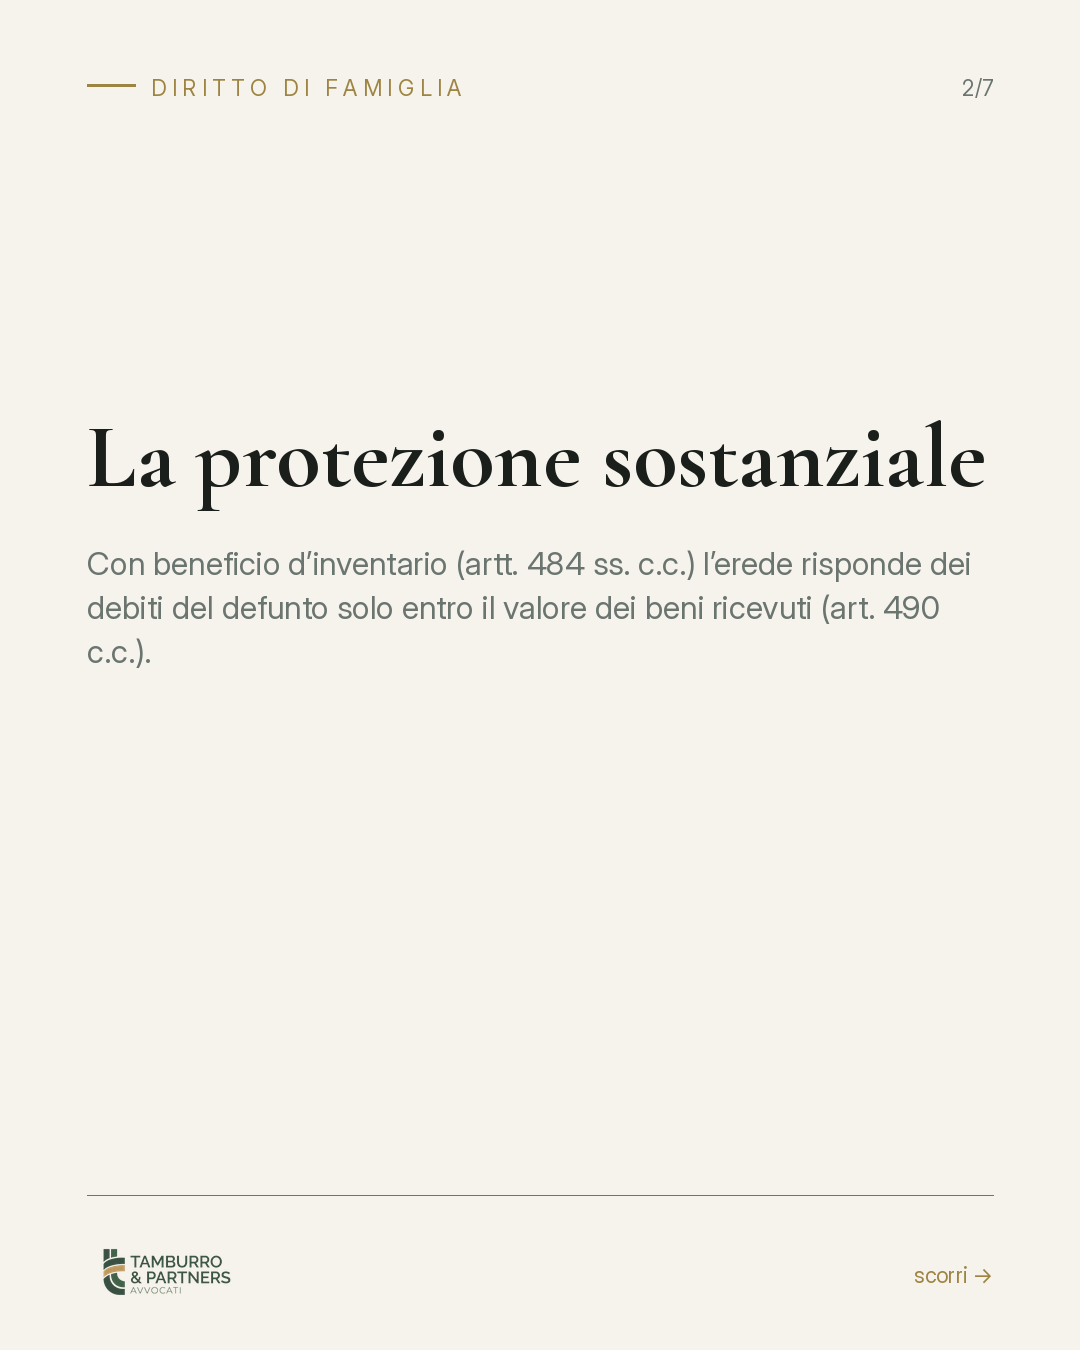 DIRITTO DI FAMIGLIA
2/7
La protezione sostanziale
Con beneficio d’inventario (artt. 484 ss. c.c.) l’erede risponde dei
debiti del defunto solo entro il valore dei beni ricevuti (art. 490
c.c.).
TAMBURRO
& PARTNERS
AVVOCATI
scorri →